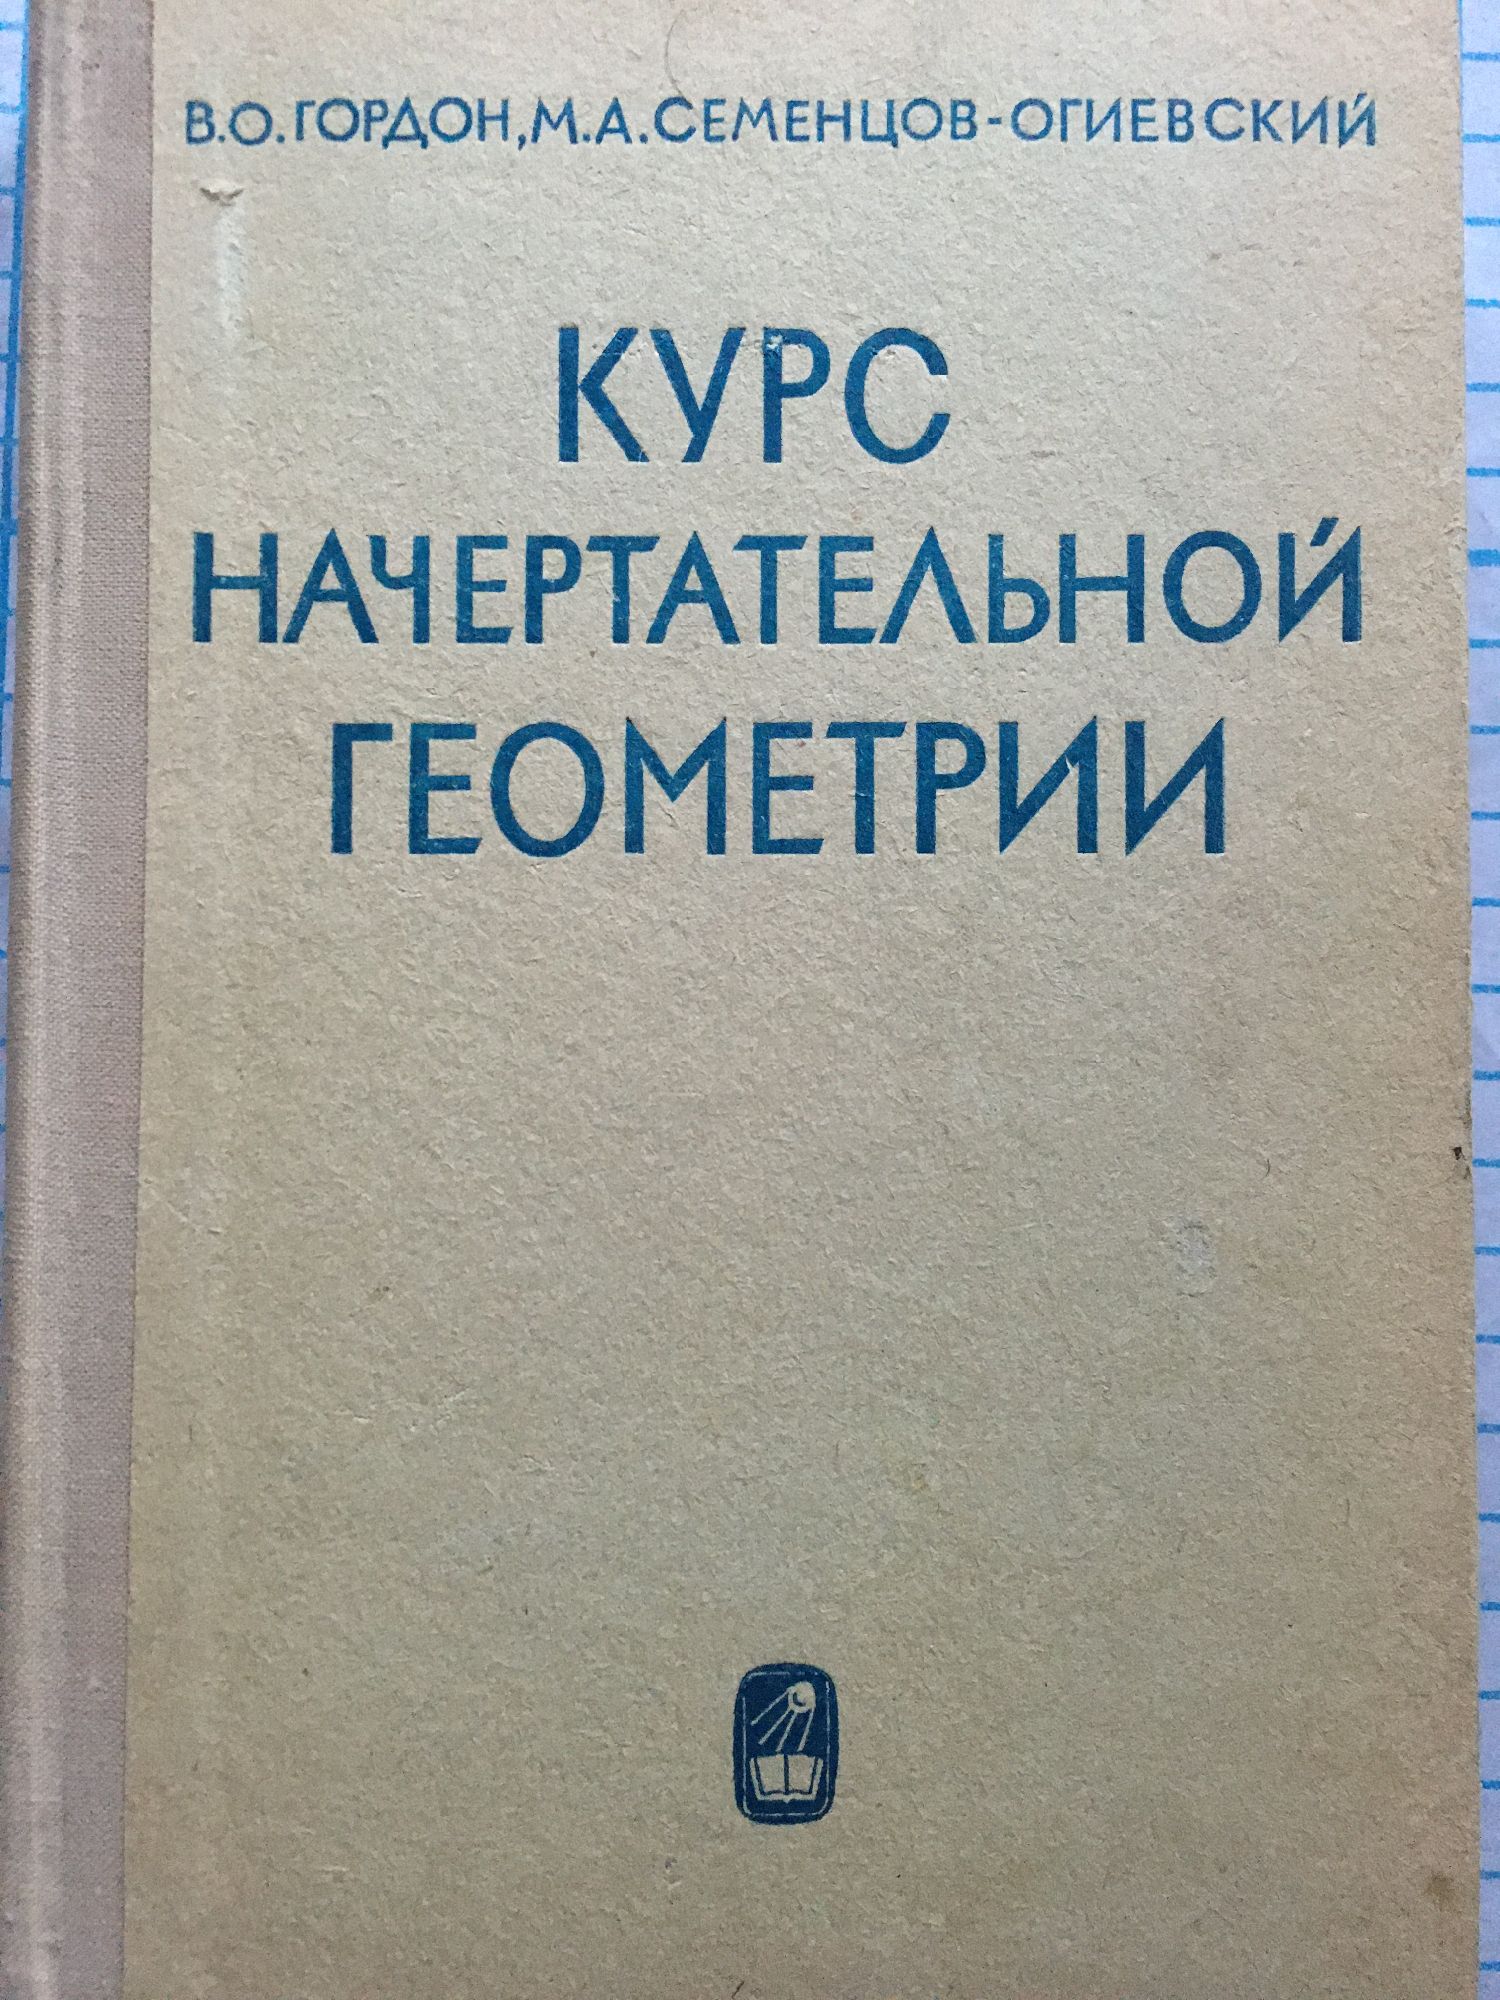 В.О.ГОРДОН, М.А.СЕМЕНЦОВ-ОГИЕВСКИЙ
КУРС
НАЧЕРТАТЕЛЬНОЙ
ГЕОМЕТРИИ